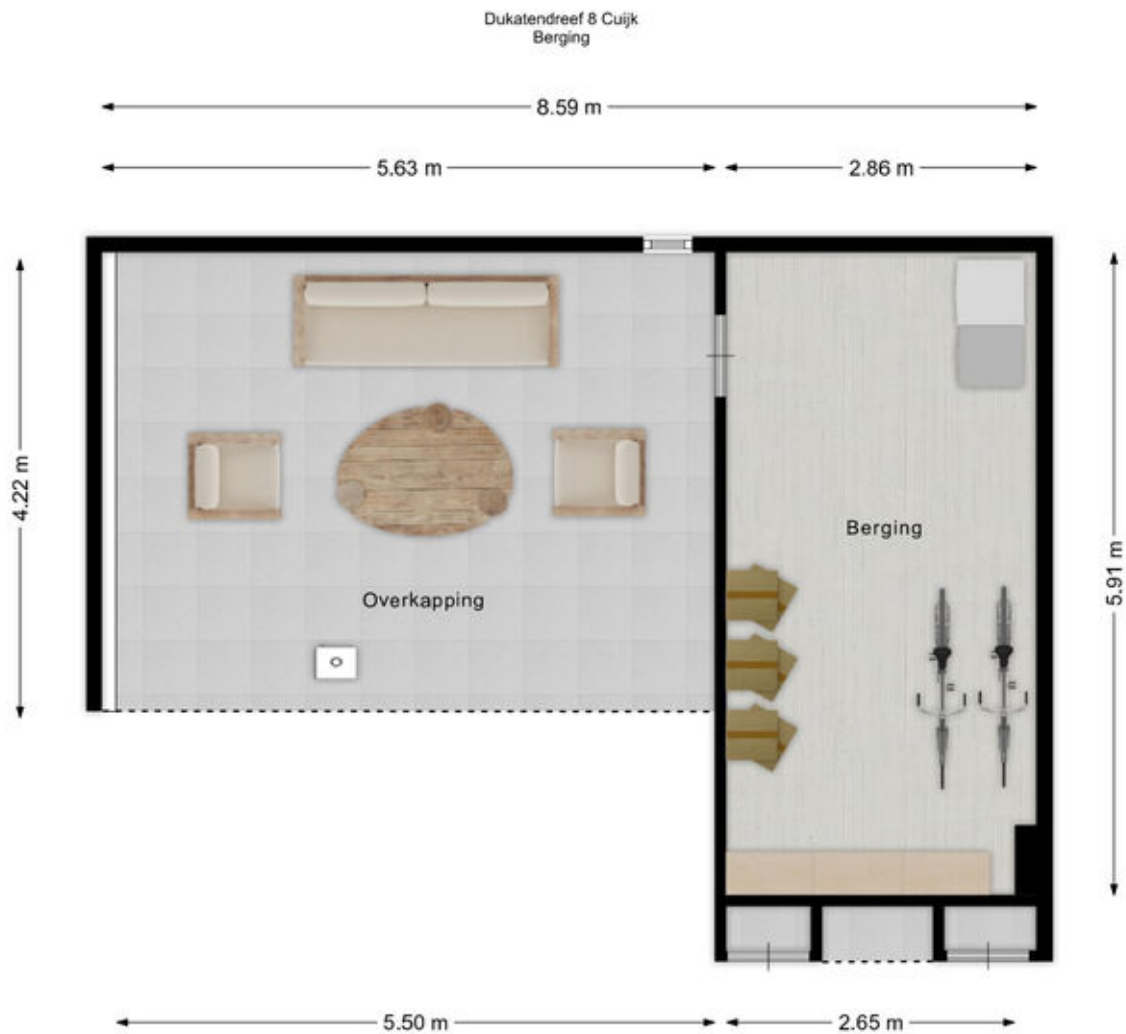 Dukatendreef 8 Cuijk
Berging
8.59 m
5.63 m
2.86 m
4.22 m
5.91 m
Berging
Overkapping
5.50 m
2.65 m